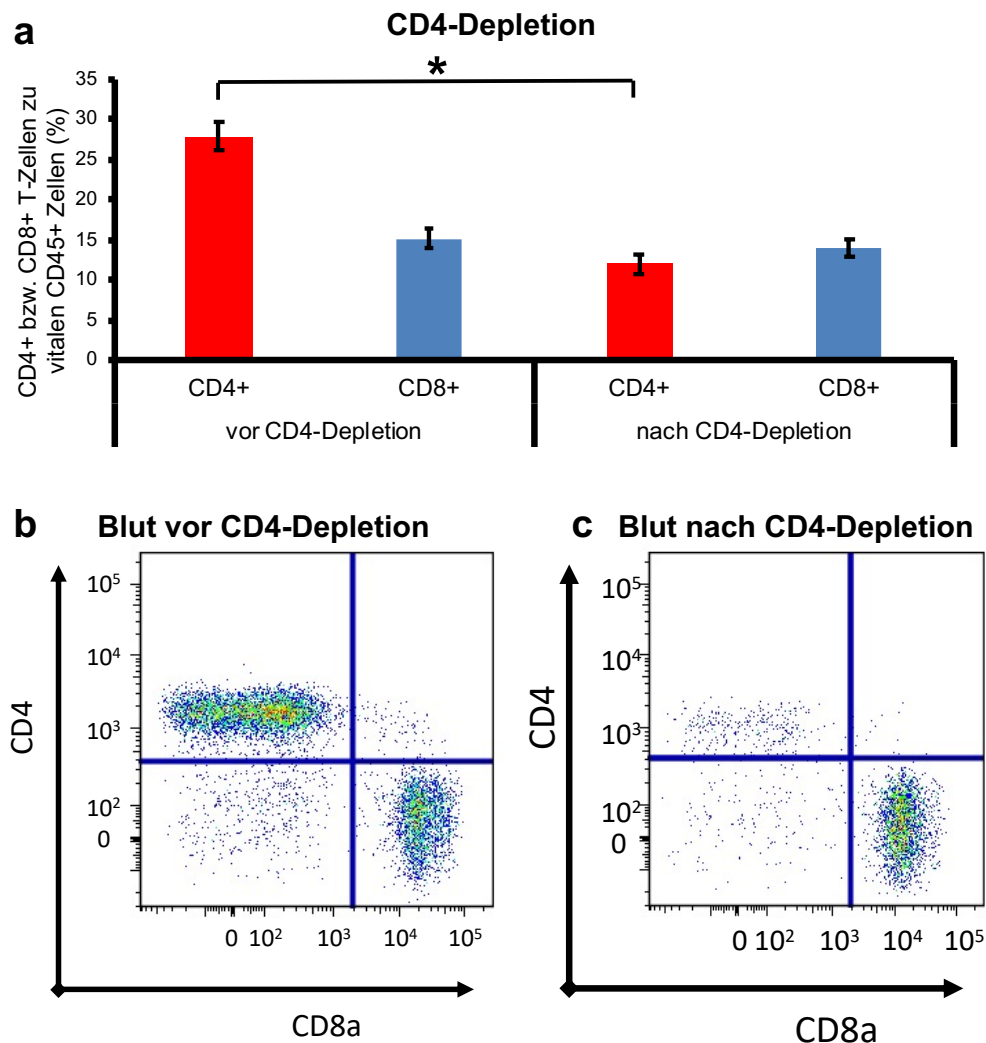 a
CD4-Depletion
*
CD4+ bzw. CD8+ T-Zellen zu
vitalen CD45+ Zellen (%)
35
30
25
20
15
10
5
0
CD4+ CD8+ CD4+ CD8+
vor CD4-Depletion nach CD4-Depletion
b Blut vor CD4-Depletion
CD4
10⁵
10⁴
10³
10²
0
0 10² 10³ 10⁴ 10⁵
CD8a
c Blut nach CD4-Depletion
CD4
10⁵
10⁴
10³
10²
0
0 10² 10³ 10⁴ 10⁵
CD8a